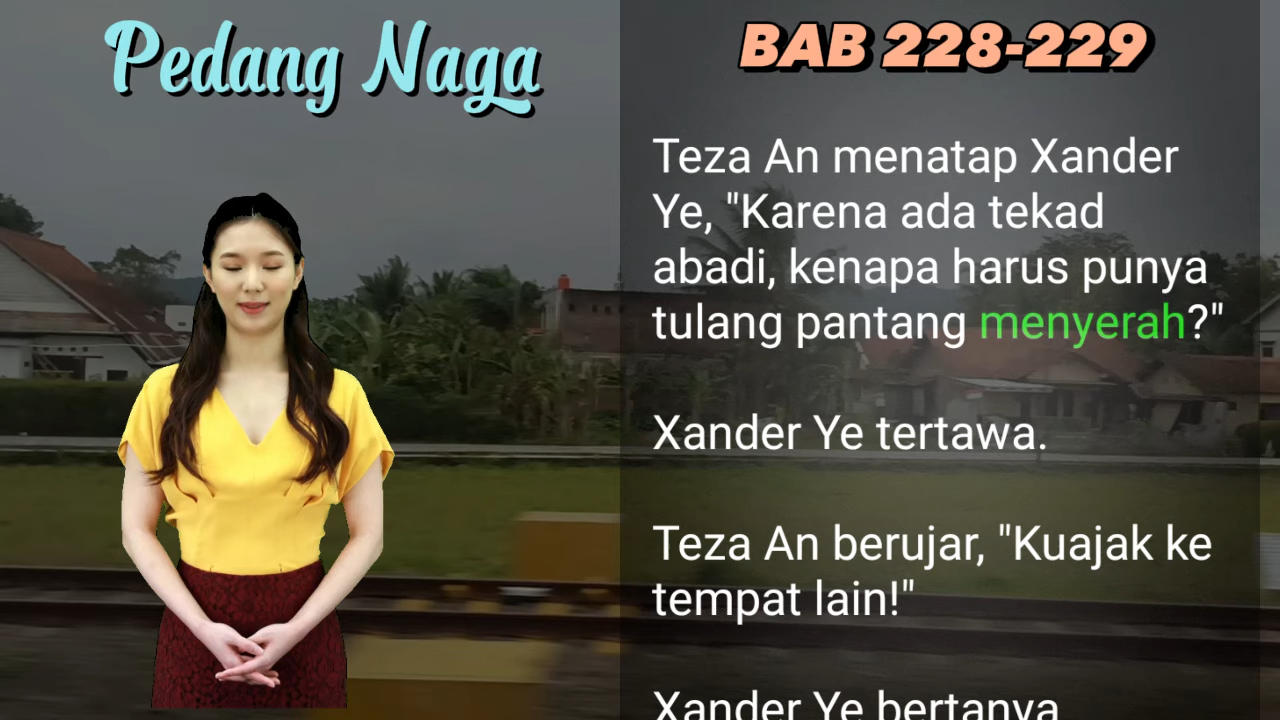 Pedang Naga
BAB 228-229
Teza An menatap Xander
Ye, "Karena ada tekad
abadi, kenapa harus punya
tulang pantang menyerah?"
Xander Ye tertawa.
Teza An berujar, "Kuajak ke
tempat lain!"
Xander Ye bertanya